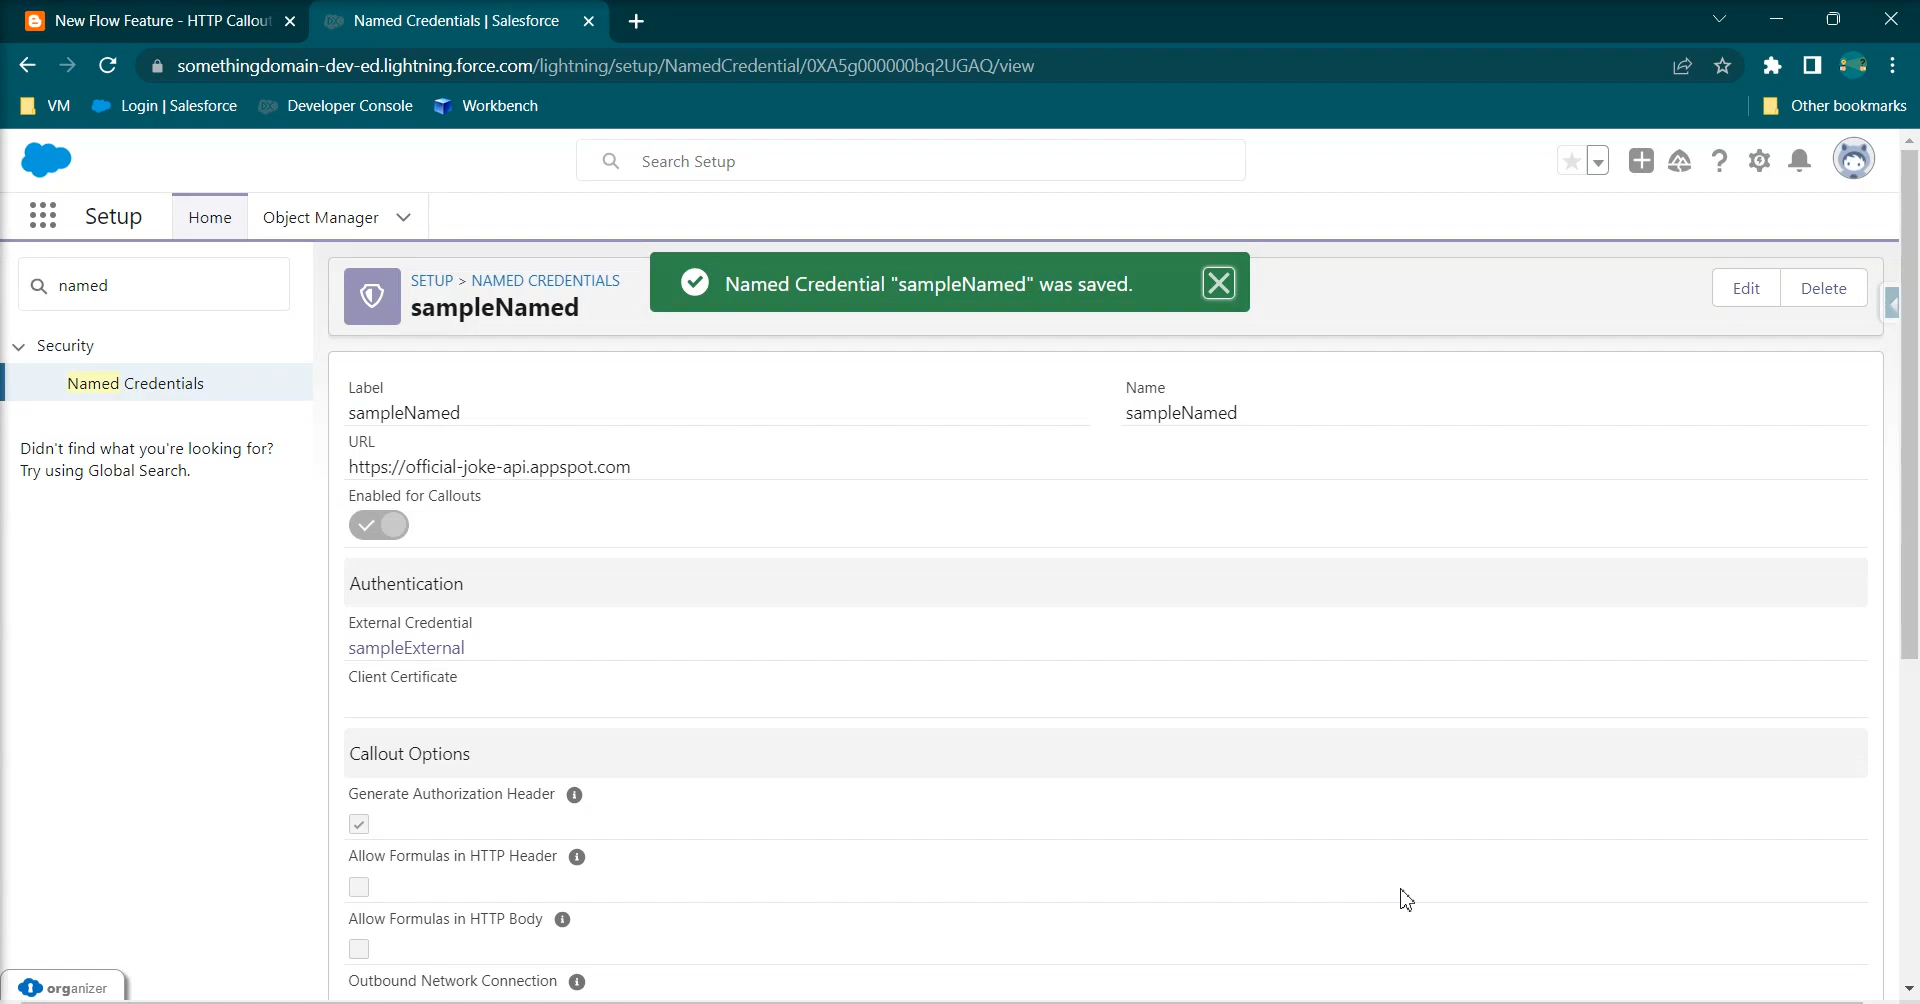 New Flow Feature - HTTP Callou
Named Credentials | Salesforce
somethingdomain-dev-ed.lightning.force.com/lightning/setup/NamedCredential/0XA5g000000bq2UGAQ/view
VM
Login | Salesforce
Developer Console
Workbench
Other bookmarks
Search Setup
Setup
Home
Object Manager
named
SETUP > NAMED CREDENTIALS
sampleNamed
Named Credential "sampleNamed" was saved.
Edit
Delete
Security
Named Credentials
Didn't find what you're looking for?
Try using Global Search.
Label
sampleNamed
Name
sampleNamed
URL
https://official-joke-api.appspot.com
Enabled for Callouts
Authentication
External Credential
sampleExternal
Client Certificate
Callout Options
Generate Authorization Header
Allow Formulas in HTTP Header
Allow Formulas in HTTP Body
Outbound Network Connection
organizer